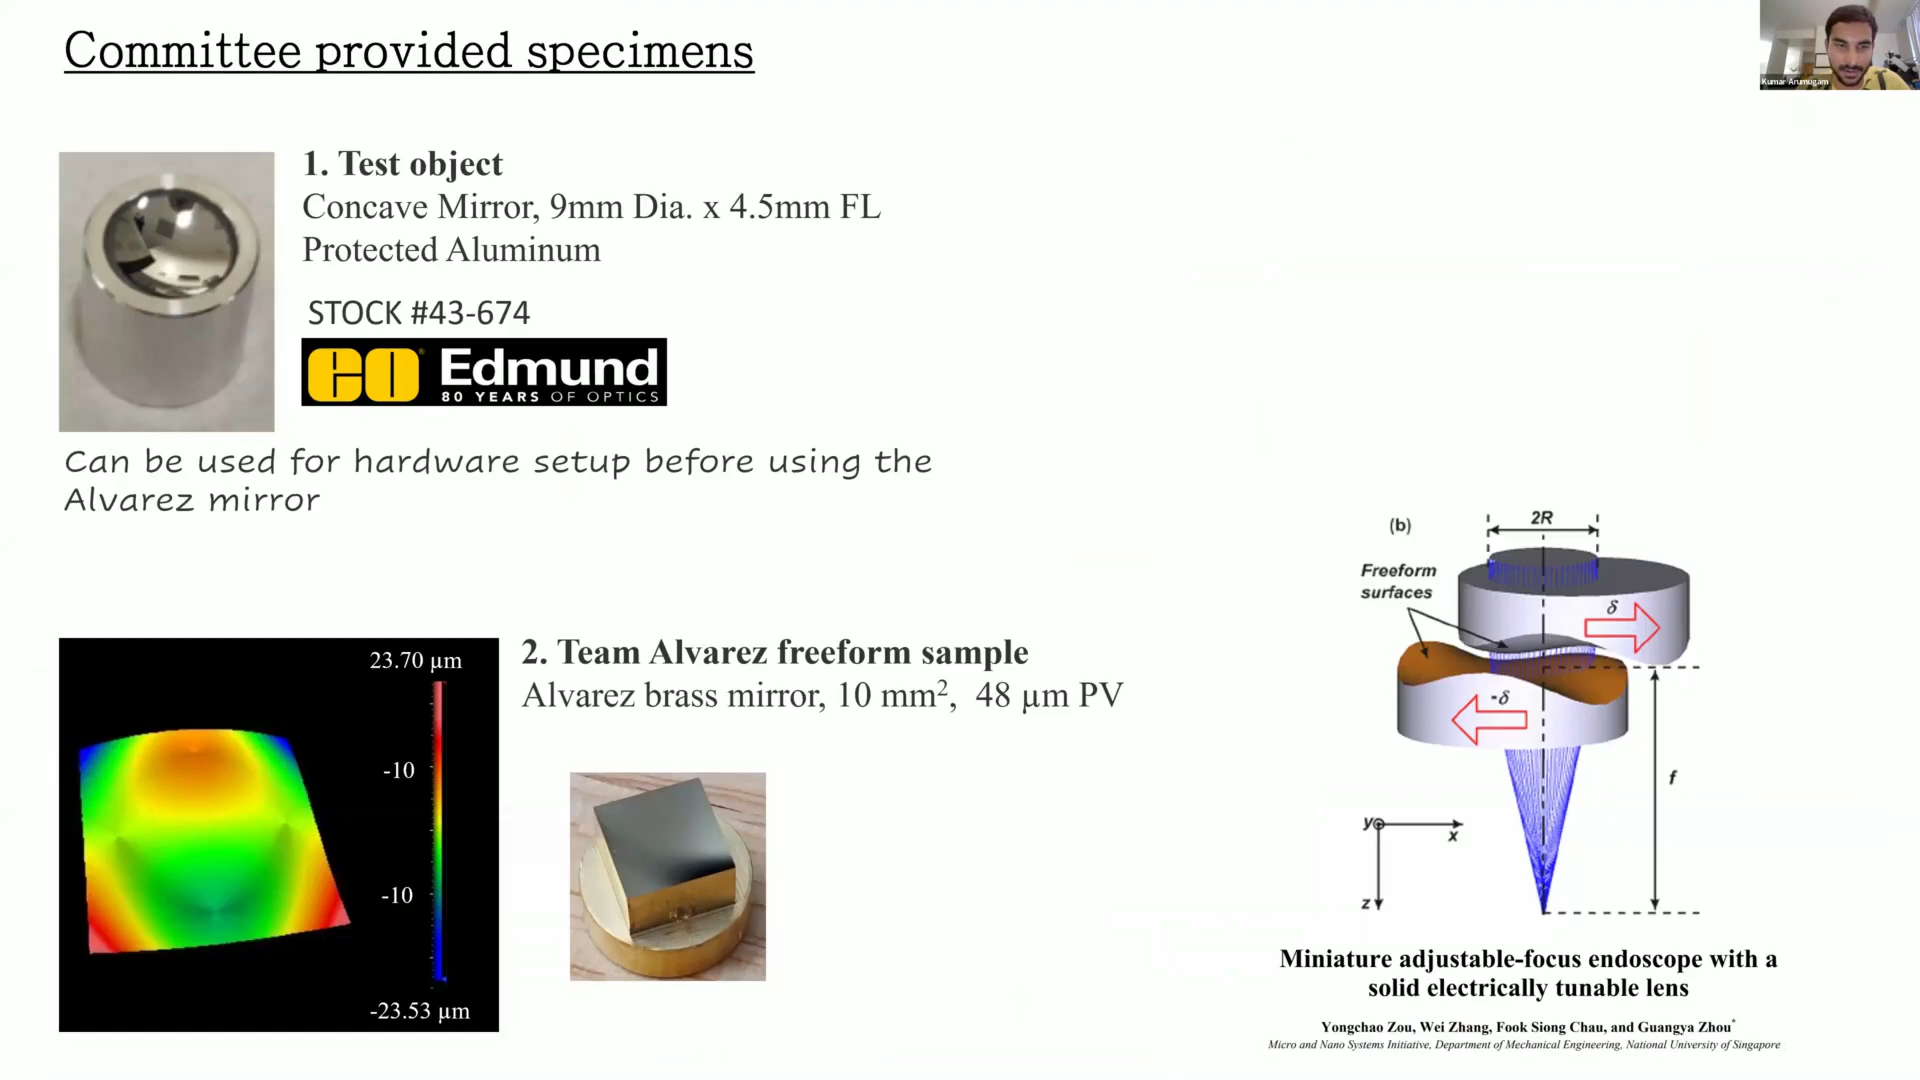 Committee provided specimens
Kumar Arumugam
1. Test object
Concave Mirror, 9mm Dia. x 4.5mm FL
Protected Aluminum
STOCK #43-674
EO® Edmund
80 YEARS OF OPTICS
Can be used for hardware setup before using the
Alvarez mirror
23.70 µm
-10
-10
-23.53 µm
2. Team Alvarez freeform sample
Alvarez brass mirror, 10 mm², 48 µm PV
(b)
2R
Freeform
surfaces
δ
-δ
f
y
x
z
Miniature adjustable-focus endoscope with a
solid electrically tunable lens
Yongchao Zou, Wei Zhang, Fook Siong Chau, and Guangya Zhou*
Micro and Nano Systems Initiative, Department of Mechanical Engineering, National University of Singapore